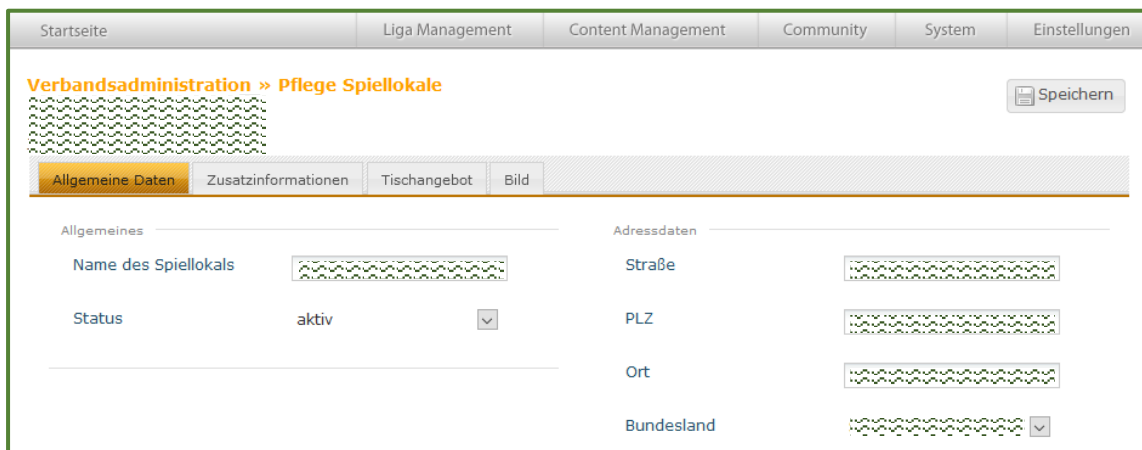 Startseite Liga Management Content Management Community System Einstellungen
Verbandsadministration » Pflege Spiellokale
Speichern
Allgemeine Daten Zusatzinformationen Tischangebot Bild
Allgemeines
Name des Spiellokals
Status aktiv
Adressdaten
Straße
PLZ
Ort
Bundesland